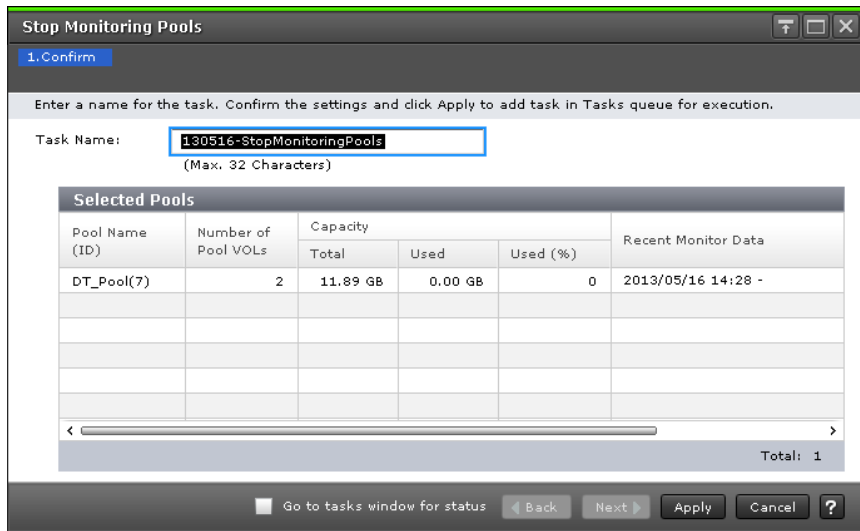 Stop Monitoring Pools
1.Confirm
Enter a name for the task. Confirm the settings and click Apply to add task in Tasks queue for execution.
Task Name: 130516-StopMonitoringPools
(Max. 32 Characters)
Selected Pools
Pool Name (ID) Number of Pool VOLs Capacity Recent Monitor Data
Total Used Used (%)
DT_Pool(7) 2 11.89 GB 0.00 GB 0 2013/05/16 14:28 -
Total: 1
Go to tasks window for status Back Next Apply Cancel ?